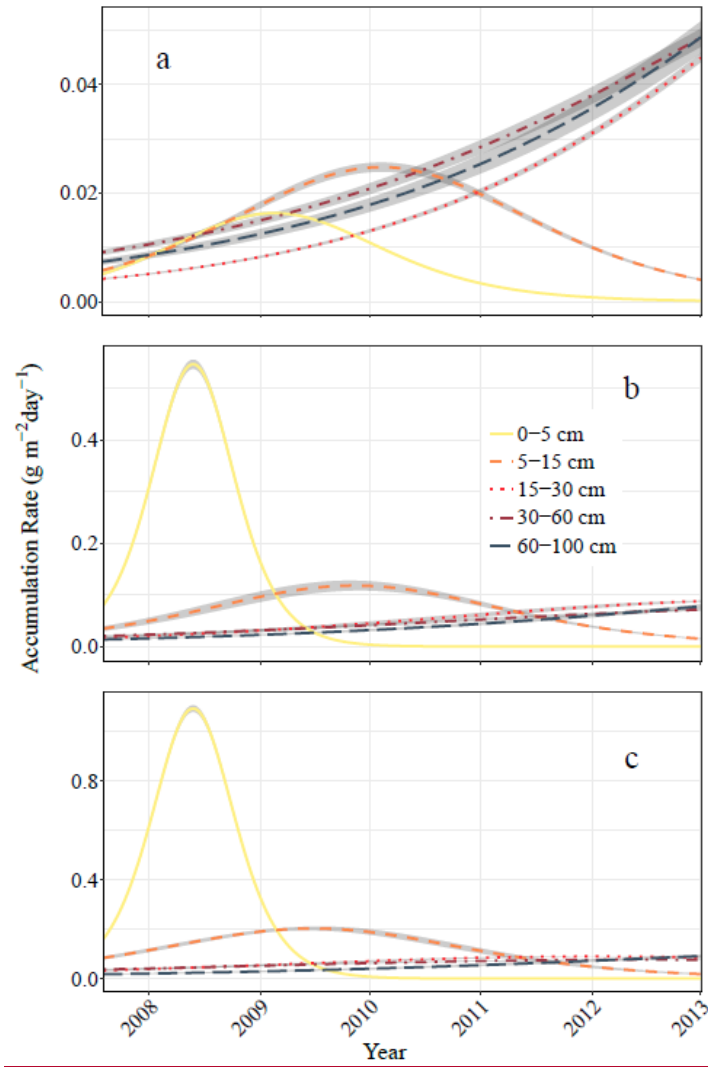 a
0.04
0.02
0.00
b
0.4
0.2
0.0
0−5 cm
5−15 cm
15−30 cm
30−60 cm
60−100 cm
c
0.8
0.4
0.0
Accumulation Rate (g m⁻²day⁻¹)
2008 2009 2010 2011 2012 2013
Year